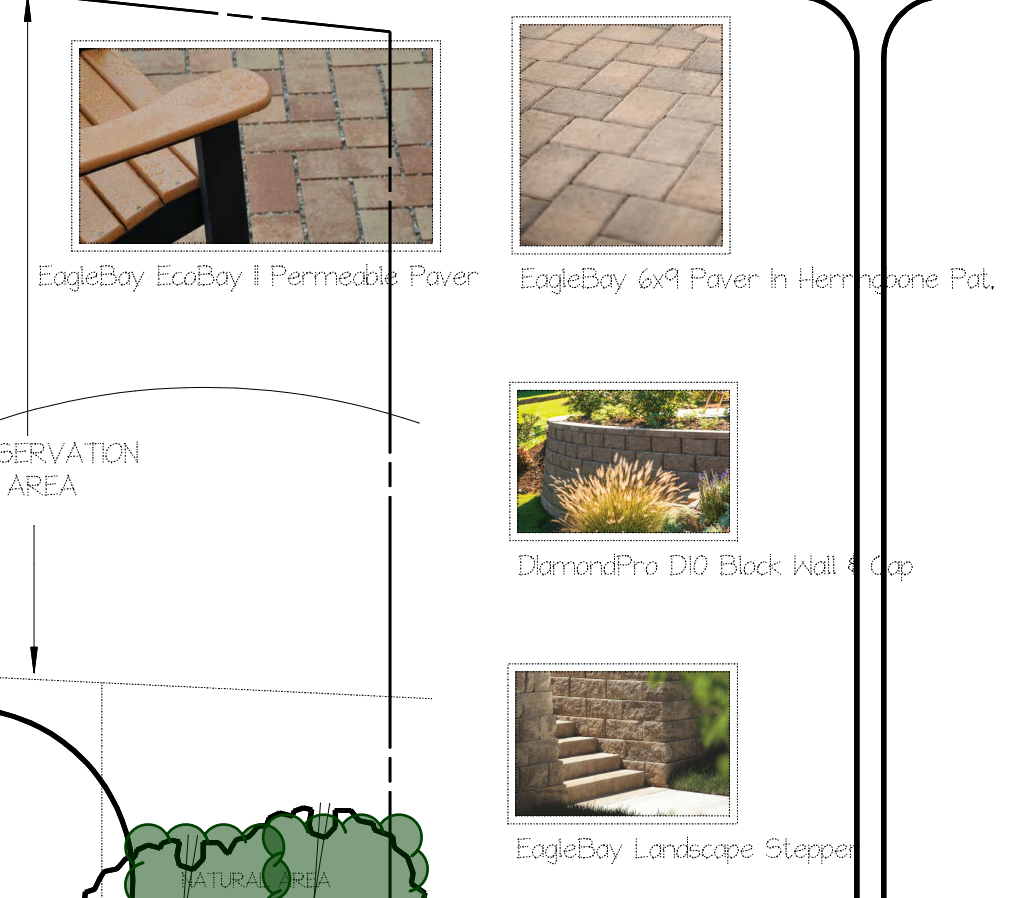 EagleBay EcoBay II Permeable Paver
EagleBay 6x9 Paver In Herringbone Pat.
SERVATION
AREA
DiamondPro D10 Block Wall & Cap
EagleBay Landscape Stepper
NATURAL AREA